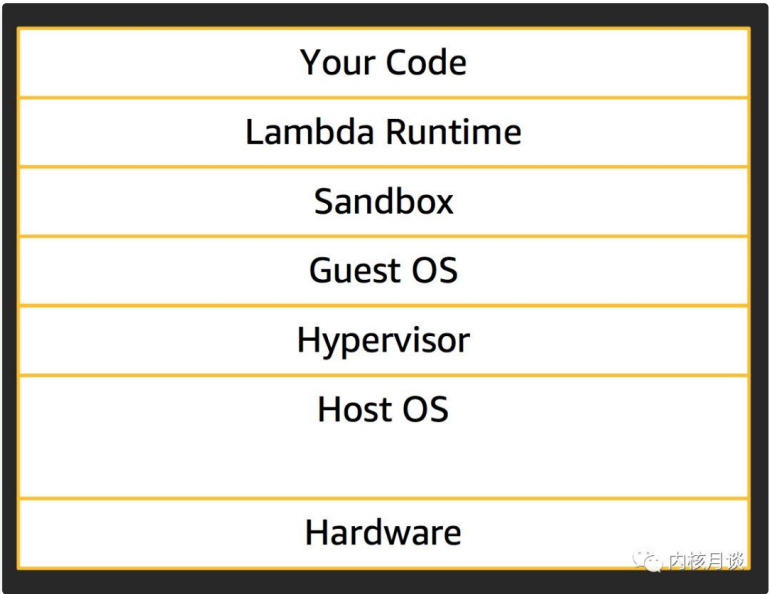 Your Code
Lambda Runtime
Sandbox
Guest OS
Hypervisor
Host OS
Hardware
内核月谈